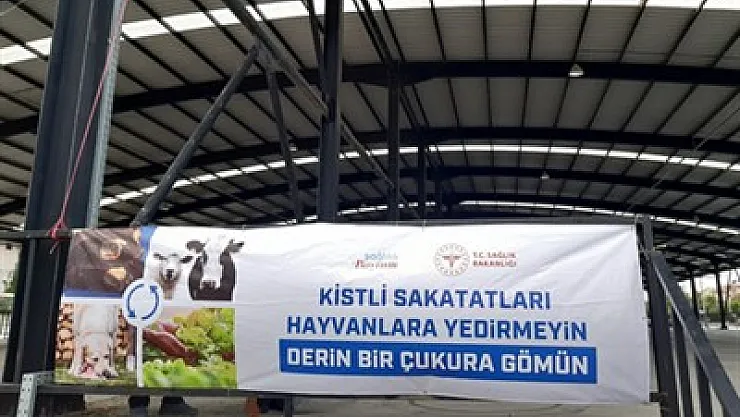 T.C. SAĞLIK
BAKANLIĞI
KİSTLİ SAKATATLARI
HAYVANLARA YEDİRMEYİN
DERİN BİR ÇUKURA GÖMÜN